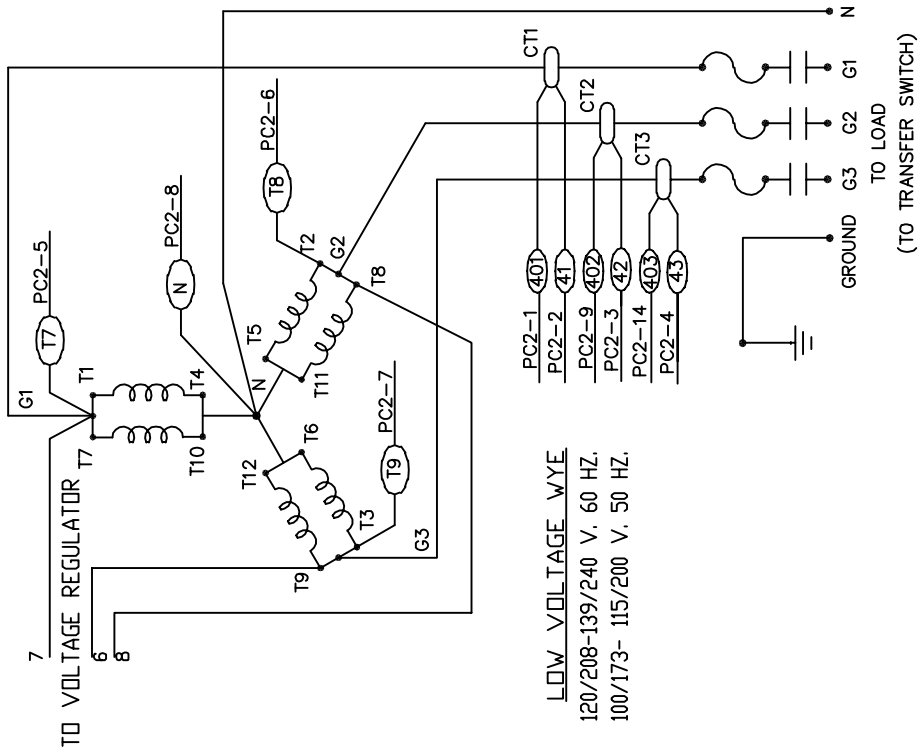 TO VOLTAGE REGULATOR
7
6
8
G1
T7
T1
T7
PC2-5
T10
T4
N
PC2-8
N
T8
PC2-6
T5
T2
G2
T11
T8
T12
T6
T9
T3
T9
PC2-7
G3
LOW VOLTAGE WYE
120/208-139/240 V. 60 HZ.
100/173- 115/200 V. 50 HZ.
PC2-1 401
PC2-2 41
PC2-9 402
PC2-3 42
PC2-14 403
PC2-4 43
CT1
CT2
CT3
N
G1
G2
G3
GROUND
TO LOAD
(TO TRANSFER SWITCH)